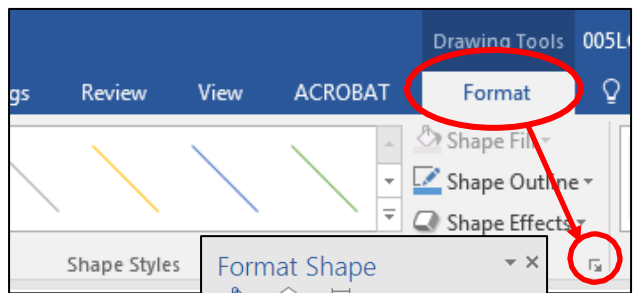 Drawing Tools 005L
gs Review View ACROBAT Format
Shape Fill
Shape Outline
Shape Effects
Shape Styles
Format Shape